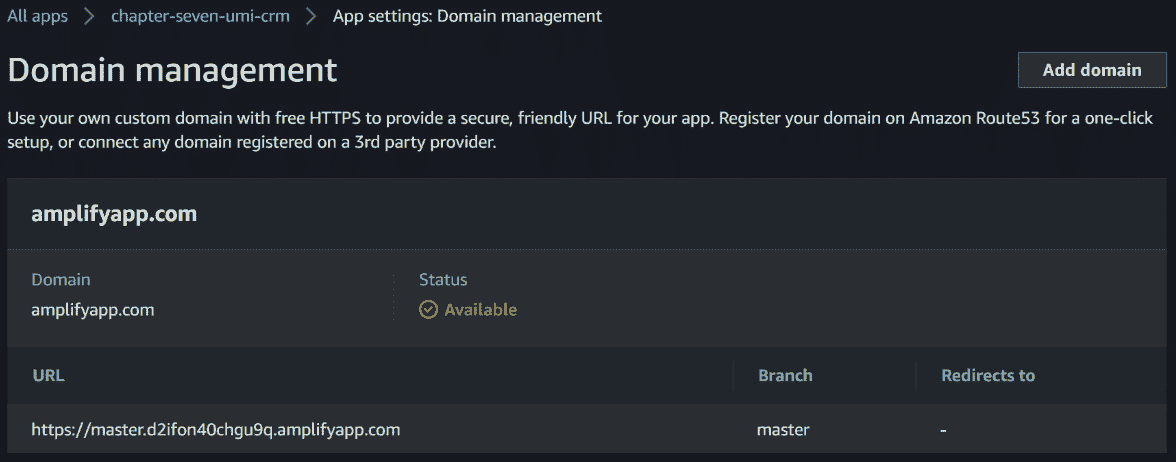 All apps > chapter-seven-umi-crm > App settings: Domain management
Domain management
Add domain
Use your own custom domain with free HTTPS to provide a secure, friendly URL for your app. Register your domain on Amazon Route53 for a one-click
setup, or connect any domain registered on a 3rd party provider.
amplifyapp.com
Domain
Status
amplifyapp.com
Available
URL
Branch
Redirects to
https://master.d2ifon40chgu9q.amplifyapp.com
master
-